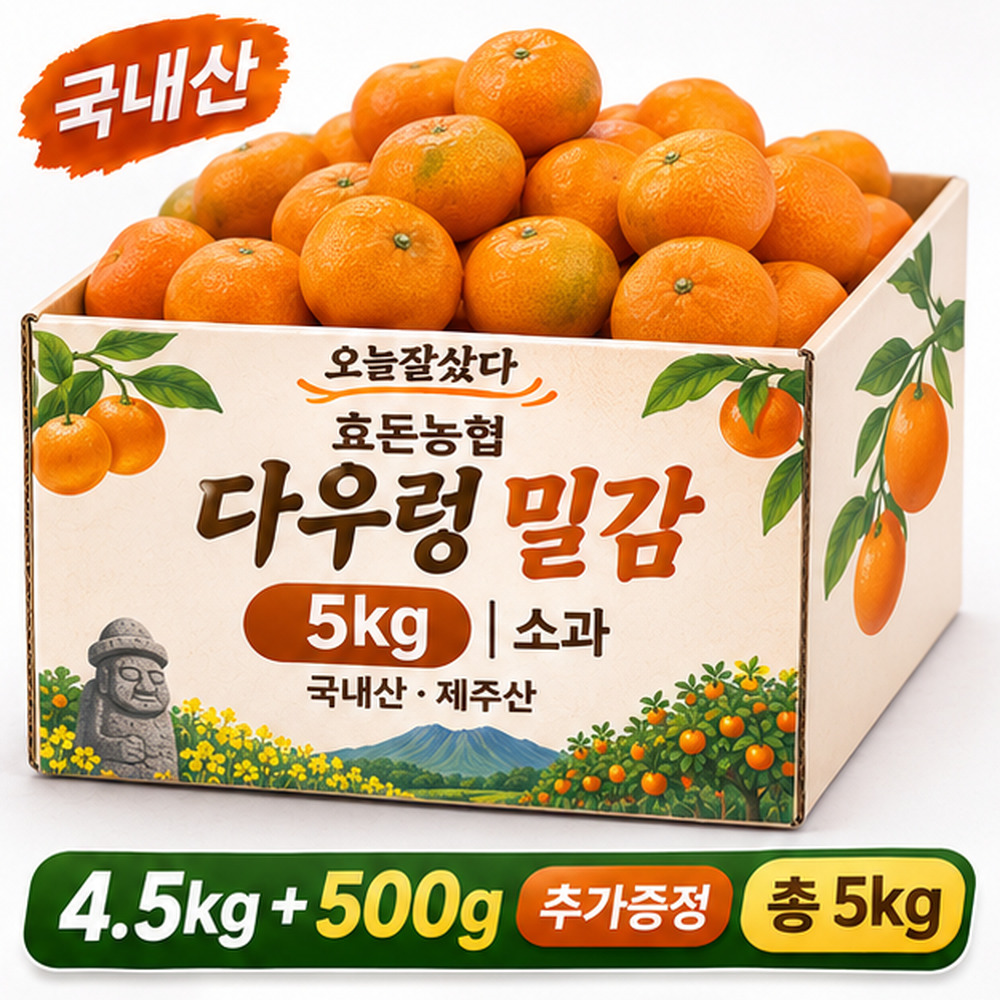 국내산
오늘잘샀다
효돈농협
다우렁 밀감
5kg | 소과
국내산 · 제주산
4.5kg + 500g 추가증정 총 5kg